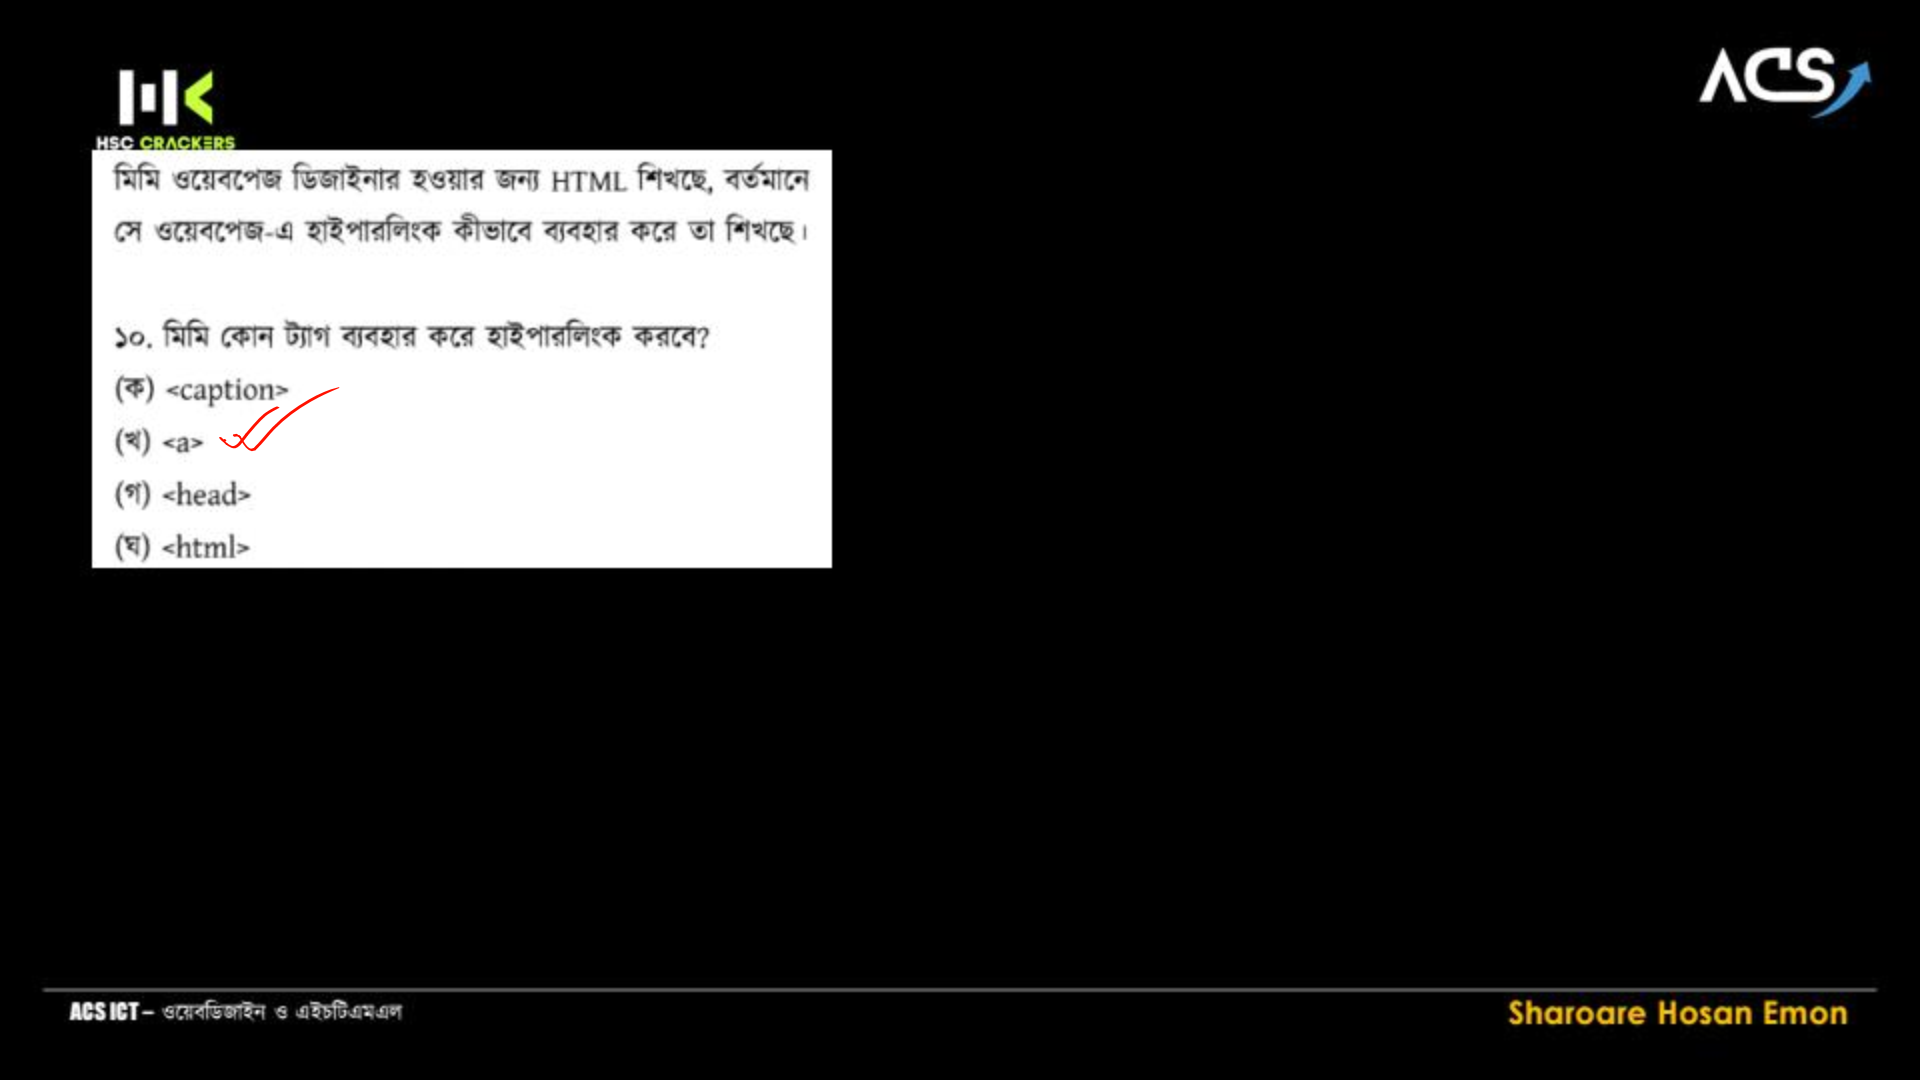 HSC CRACKERS
ACS
মিমি ওয়েবপেজ ডিজাইনার হওয়ার জন্য HTML শিখছে, বর্তমানে
সে ওয়েবপেজ-এ হাইপারলিংক কীভাবে ব্যবহার করে তা শিখছে।
১০. মিমি কোন ট্যাগ ব্যবহার করে হাইপারলিংক করবে?
(ক) <caption>
(খ) <a>
(গ) <head>
(ঘ) <html>
ACS ICT – ওয়েবডিজাইন ও এইচটিএমএল
Sharoare Hosan Emon